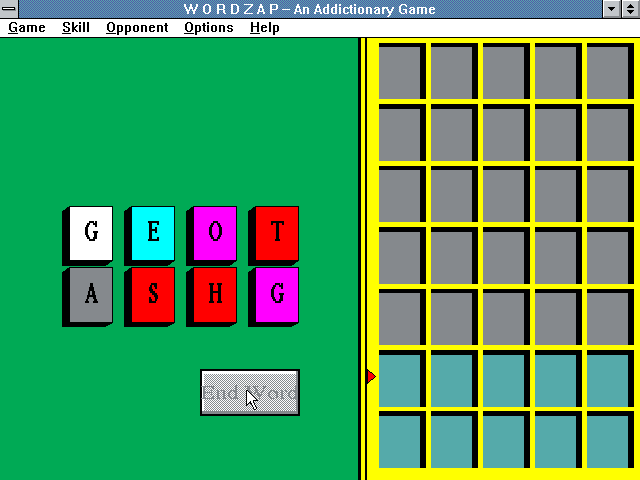 WORDZAP – An Addictionary Game
Game Skill Opponent Options Help
G E O T
A S H G
End Word